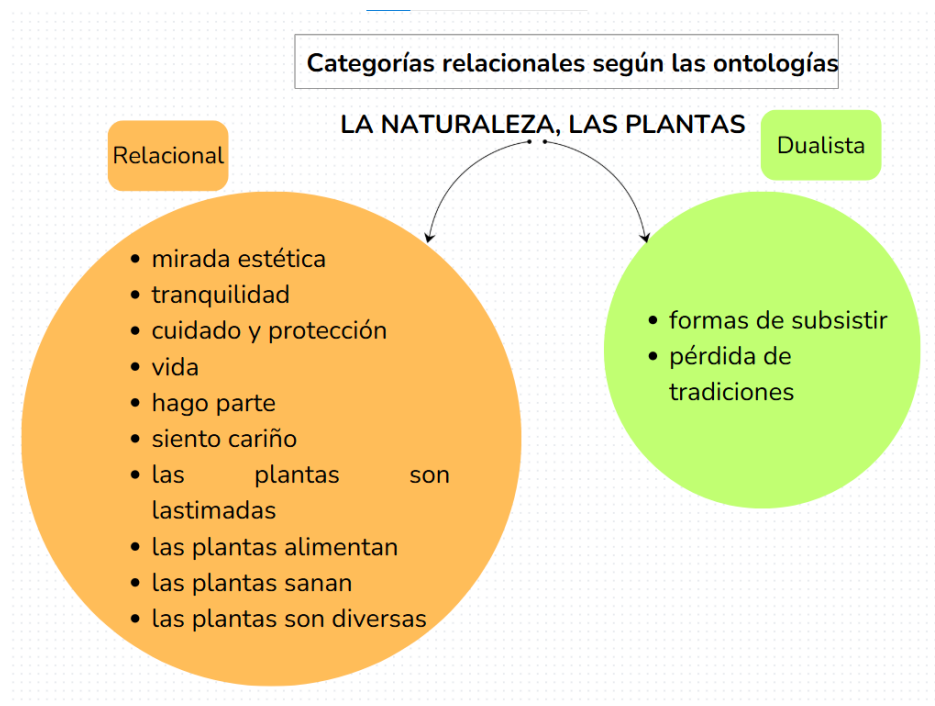 Categorías relacionales según las ontologías
LA NATURALEZA, LAS PLANTAS
Relacional
Dualista
• mirada estética
• tranquilidad
• cuidado y protección
• vida
• hago parte
• siento cariño
• las plantas son
lastimadas
• las plantas alimentan
• las plantas sanan
• las plantas son diversas
• formas de subsistir
• pérdida de
tradiciones